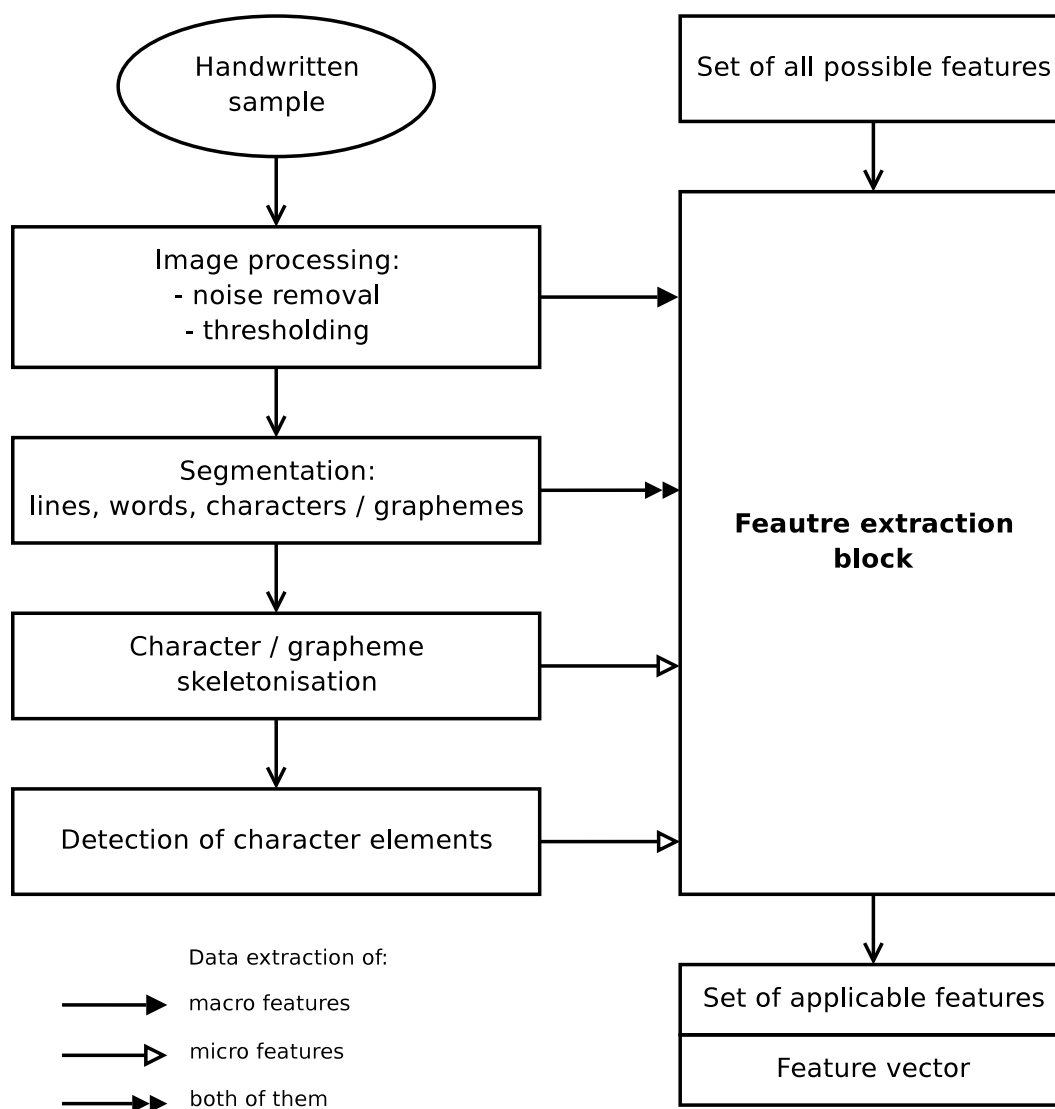 Handwritten
sample
Set of all possible features
Image processing:
- noise removal
- thresholding
Segmentation:
lines, words, characters / graphemes
Feautre extraction
block
Character / grapheme
skeletonisation
Detection of character elements
Data extraction of:
macro features
micro features
both of them
Set of applicable features
Feature vector